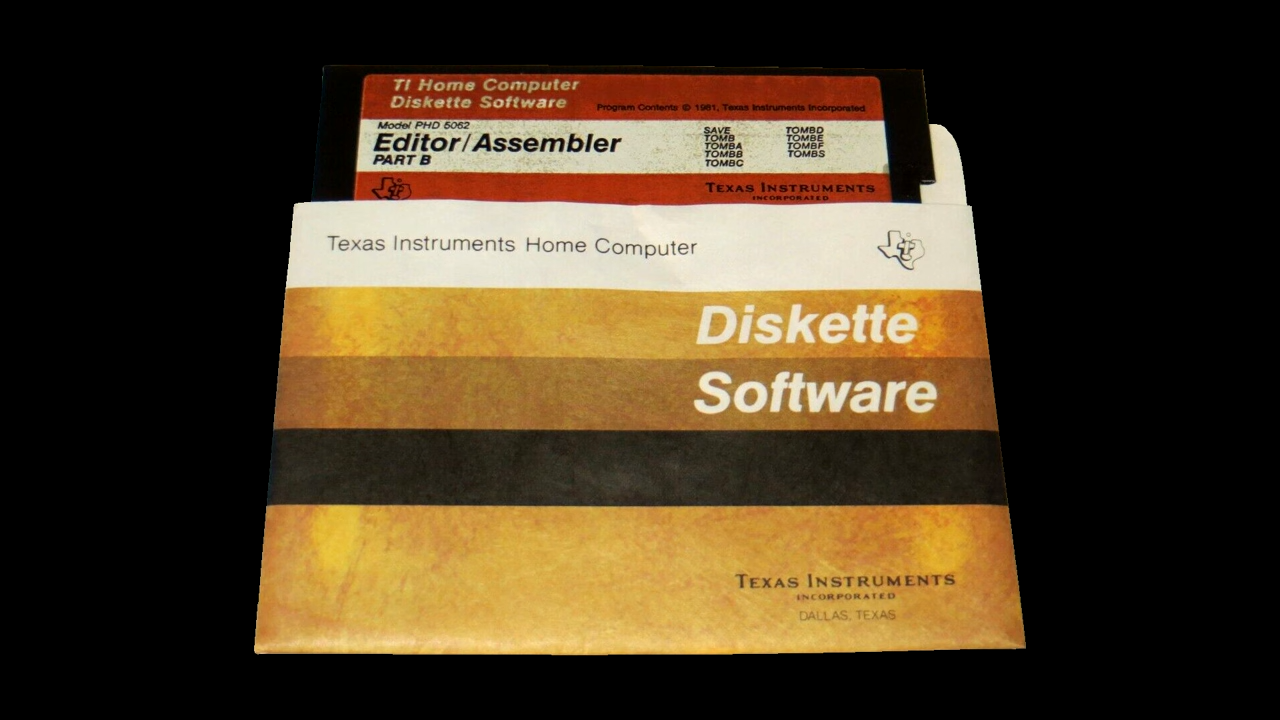 TI Home Computer
Diskette Software
Program Contents © 1981, Texas Instruments Incorporated
Model PHD 5062
Editor/Assembler
PART B
SAVE
TOMB
TOMBA
TOMBB
TOMBC
TOMBD
TOMBE
TOMBF
TOMBS
TEXAS INSTRUMENTS
INCORPORATED
Texas Instruments Home Computer
Diskette
Software
TEXAS INSTRUMENTS
INCORPORATED
DALLAS, TEXAS